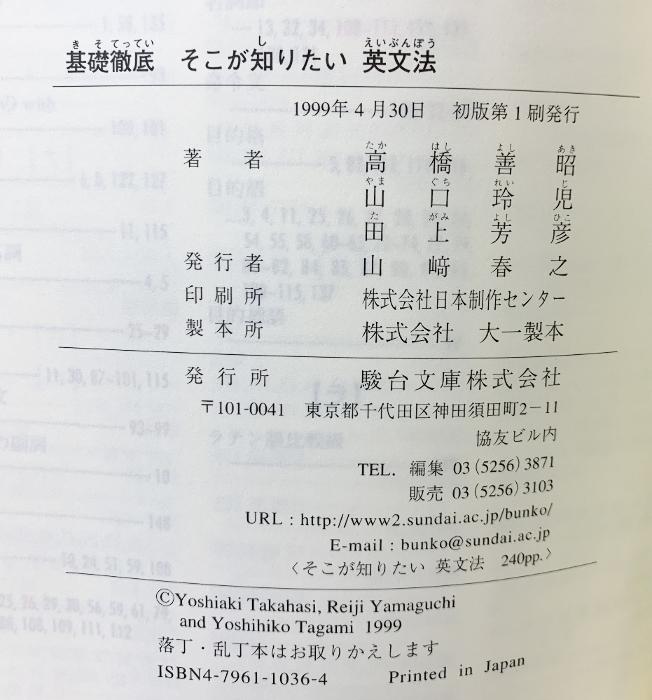 基礎徹底 そこが知りたい 英文法
1999年4月30日 初版第1刷発行
著者 高橋善昭
山口玲児
田上芳彦
発行者 山﨑春之
印刷所 株式会社日本制作センター
製本所 株式会社 大一製本
発行所 駿台文庫株式会社
〒101-0041 東京都千代田区神田須田町2-11
協友ビル内
TEL. 編集 03(5256)3871
販売 03(5256)3103
URL : http://www2.sundai.ac.jp/bunko/
E-mail : bunko@sundai.ac.jp
〈そこが知りたい 英文法 240pp.〉
©Yoshiaki Takahasi, Reiji Yamaguchi
and Yoshihiko Tagami 1999
落丁・乱丁本はお取りかえします
ISBN4-7961-1036-4 Printed in Japan